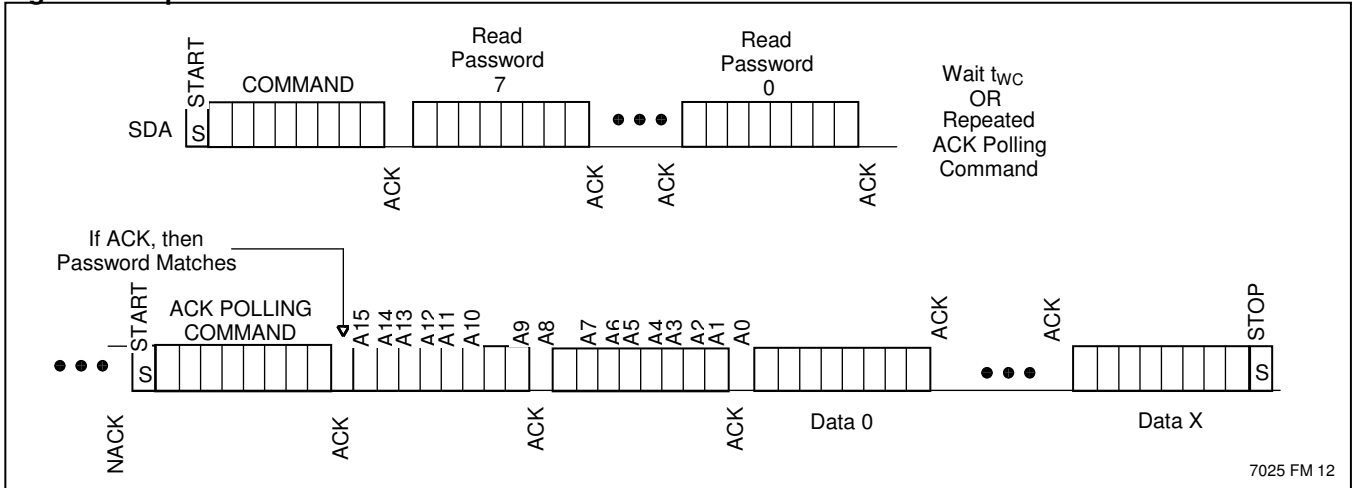 START
COMMAND
Read
Password
7
Read
Password
0
Wait tWC
OR
Repeated
ACK Polling
Command
SDA
S
ACK
ACK
ACK
ACK
If ACK, then
Password Matches
START
ACK POLLING
COMMAND
A15
A14
A13
A12
A11
A10
A9
A8
A7
A6
A5
A4
A3
A2
A1
A0
ACK
ACK
STOP
S
S
NACK
ACK
ACK
ACK
Data 0
Data X
7025 FM 12